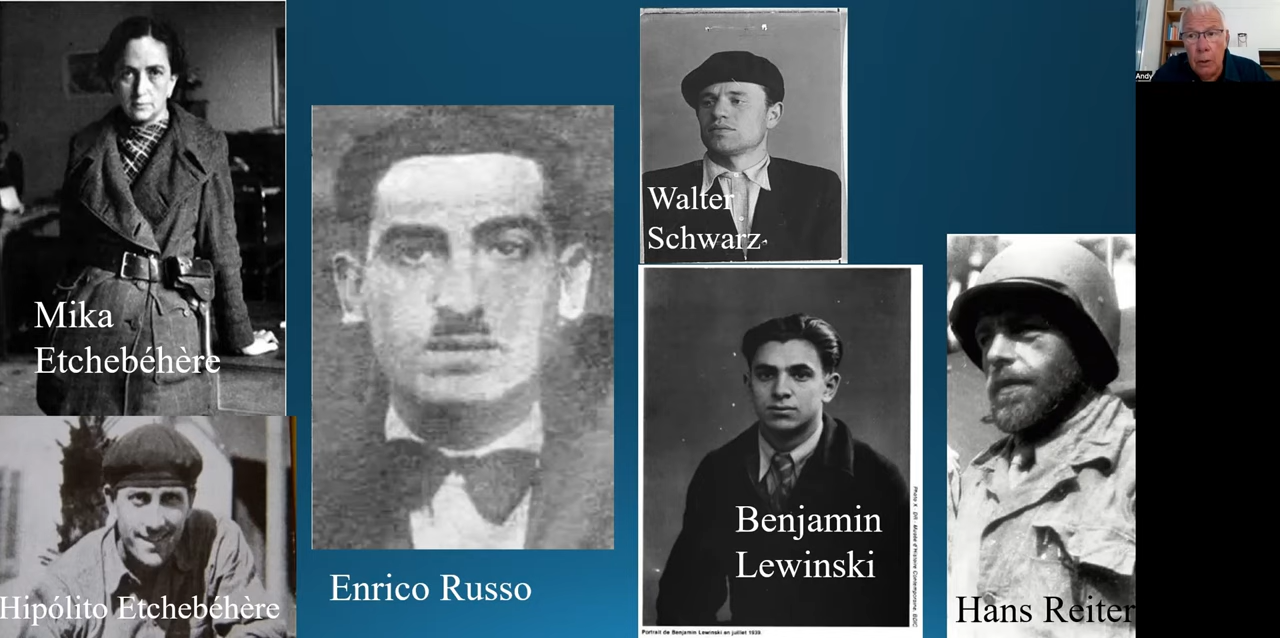 Mika
Etchebéhère
Hipólito Etchebéhère
Enrico Russo
Walter
Schwarz
Benjamin
Lewinski
Portrait de Benjamin Lewinski en juillet 1939.
Hans Reiter
Andy